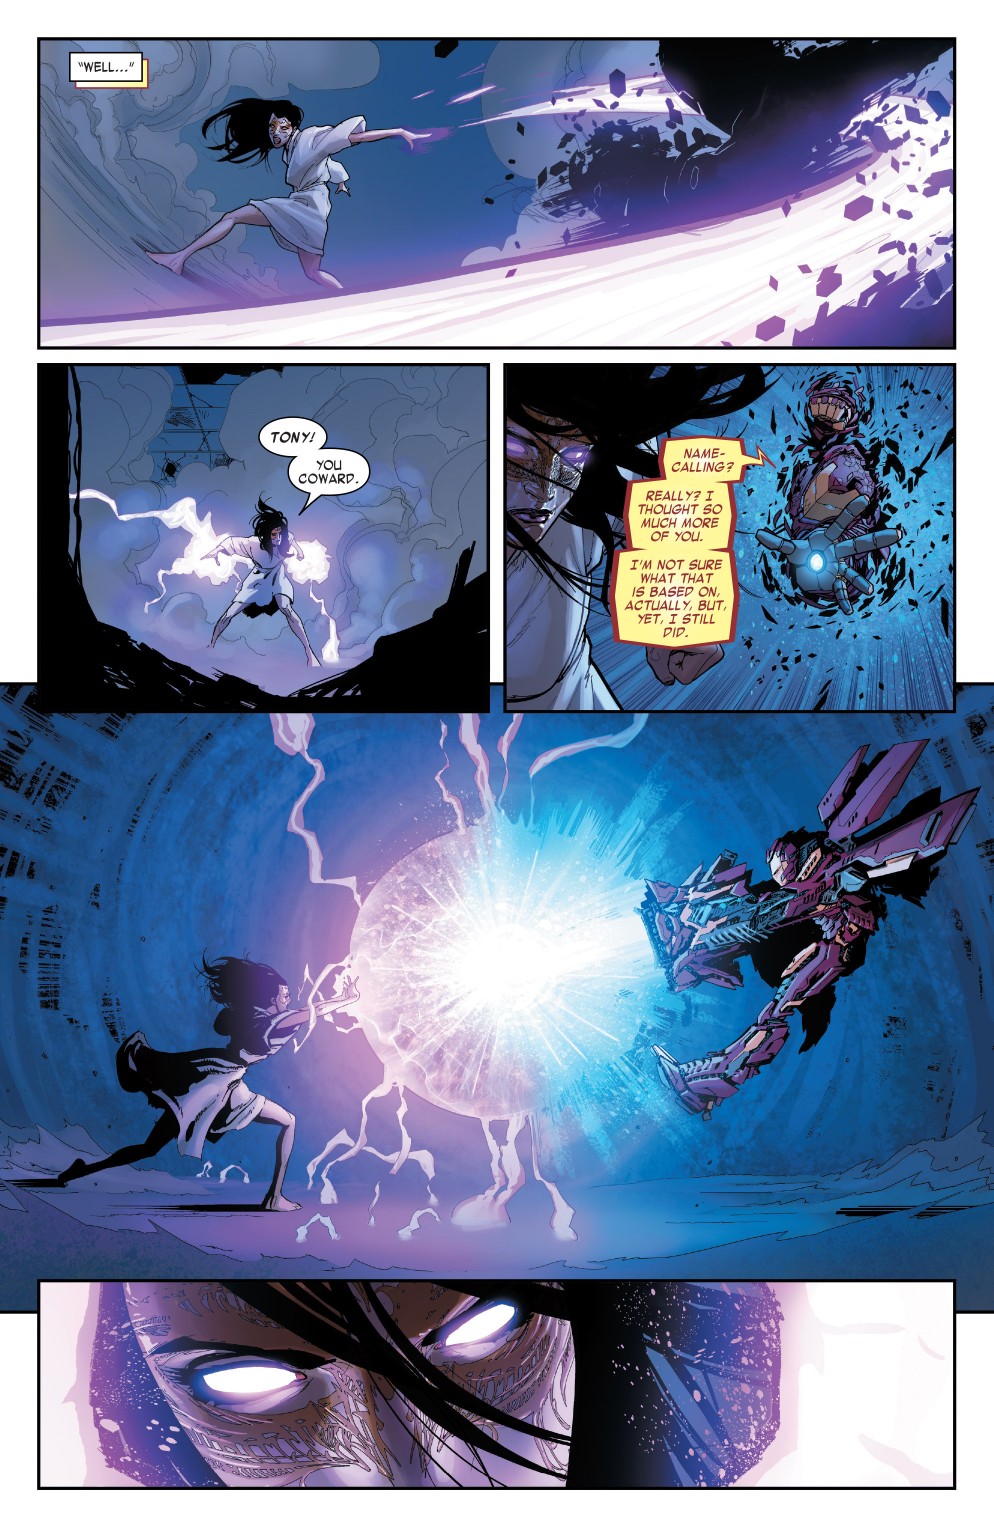 "WELL..."
TONY!
YOU
COWARD.
NAME-
CALLING?
REALLY? I
THOUGHT SO
MUCH MORE
OF YOU.
I'M NOT SURE
WHAT THAT
IS BASED ON,
ACTUALLY, BUT,
YET, I STILL
DID.